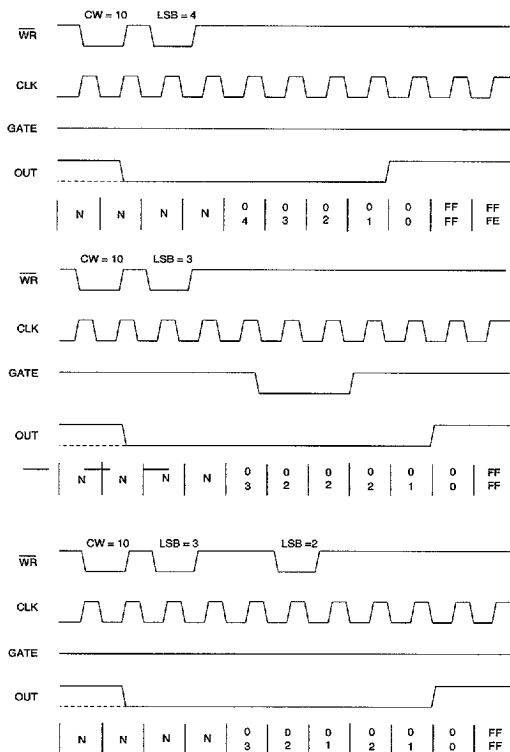 CW = 10 LSB = 4
WR
CLK
GATE
OUT
N N N N 0 0 0 0 0 FF FF
4 3 2 1 0 FF FE
CW = 10 LSB = 3
WR
CLK
GATE
OUT
N N N N 0 0 0 0 0 0 FF
3 2 2 2 1 0 FF
CW = 10 LSB = 3 LSB =2
WR
CLK
GATE
OUT
N N N N 0 0 0 0 0 0 FF
3 2 1 2 1 0 FF